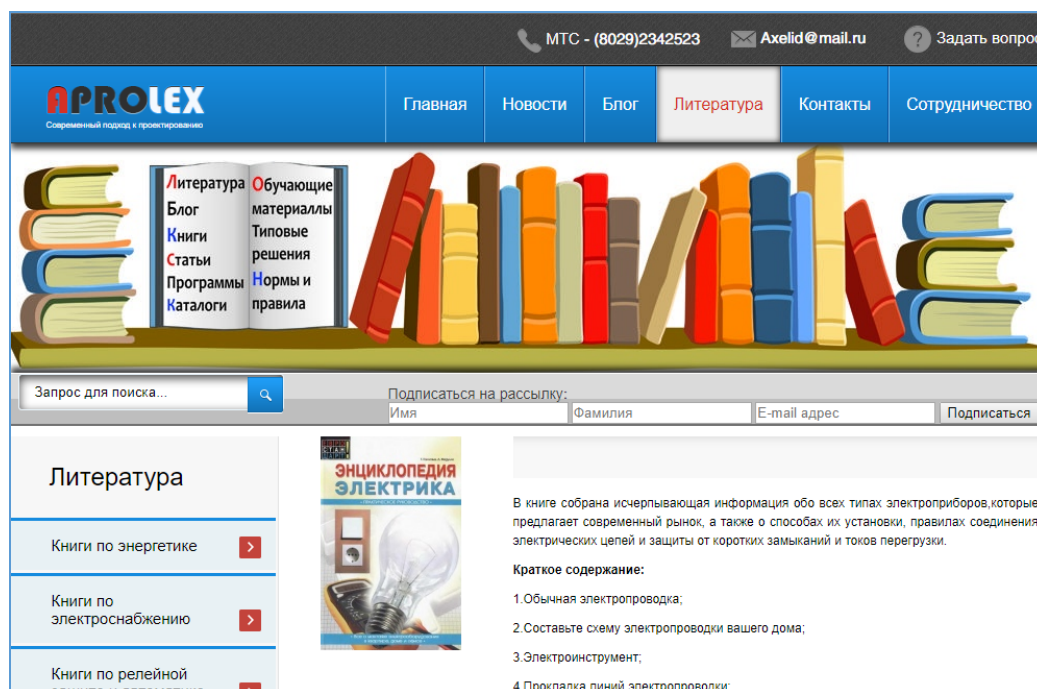 МТС - (8029)2342523
Axelid@mail.ru
Задать вопрос
APROLEX
Современный подход к проектированию
Главная
Новости
Блог
Литература
Контакты
Сотрудничество
Литература
Блог
Книги
Статьи
Программы
Каталоги
Обучающие
материаллы
Типовые
решения
Нормы и
правила
Запрос для поиска...
Подписаться на рассылку:
Имя
Фамилия
E-mail адрес
Подписаться
Литература
Книги по энергетике
Книги по
электроснабжению
Книги по релейной
ЭНЦИКЛОПЕДИЯ
ЭЛЕКТРИКА
В книге собрана исчерпывающая информация обо всех типах электроприборов,которые
предлагает современный рынок, а также о способах их установки, правилах соединения
электрических цепей и защиты от коротких замыканий и токов перегрузки.
Краткое содержание:
1.Обычная электропроводка;
2.Составьте схему электропроводки вашего дома;
3.Электроинструмент;
4.Прокладка линий электропроводки;